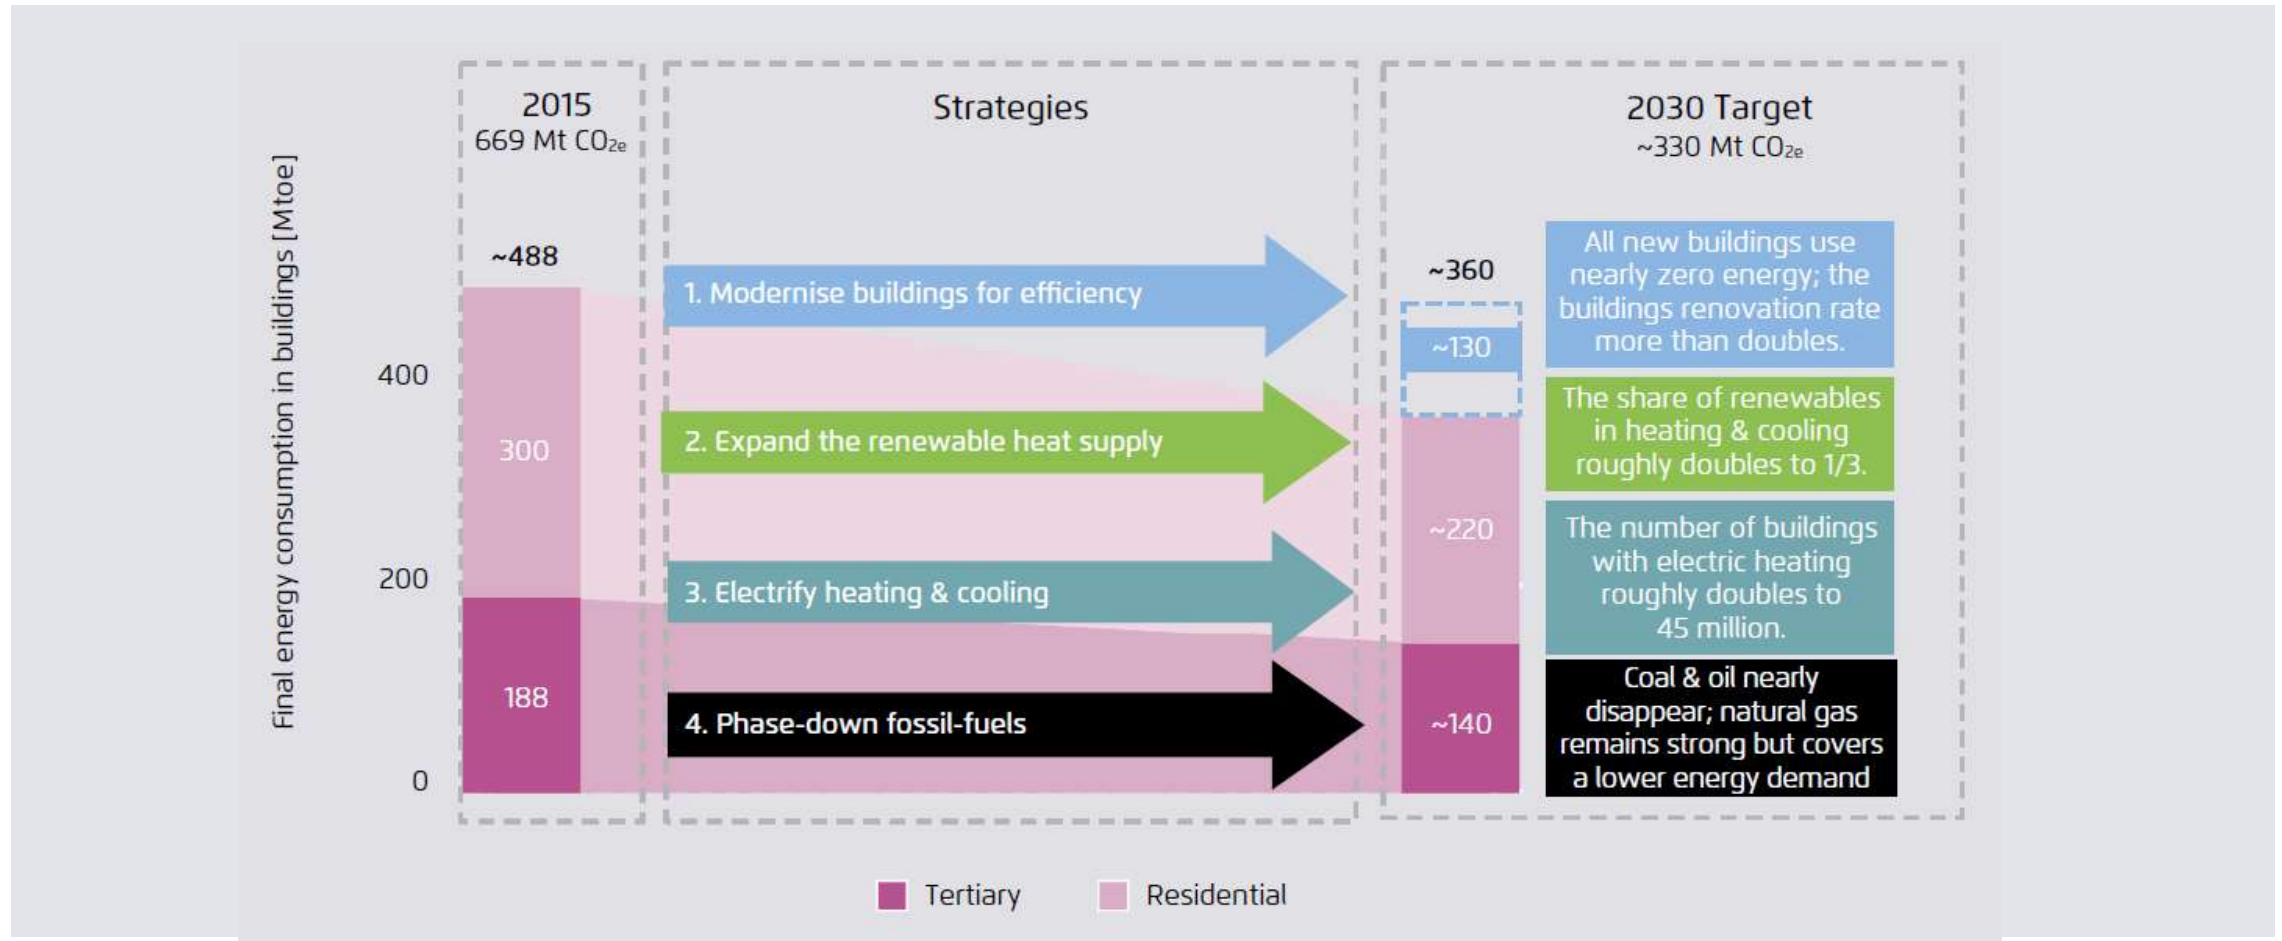 2015
669 Mt CO2e
Strategies
2030 Target
~330 Mt CO2e
Final energy consumption in buildings [Mtoe]
400
200
0
~488
300
188
1. Modernise buildings for efficiency
2. Expand the renewable heat supply
3. Electrify heating & cooling
4. Phase-down fossil-fuels
~360
~130
~220
~140
All new buildings use
nearly zero energy; the
buildings renovation rate
more than doubles.
The share of renewables
in heating & cooling
roughly doubles to 1/3.
The number of buildings
with electric heating
roughly doubles to
45 million.
Coal & oil nearly
disappear; natural gas
remains strong but covers
a lower energy demand
Tertiary
Residential